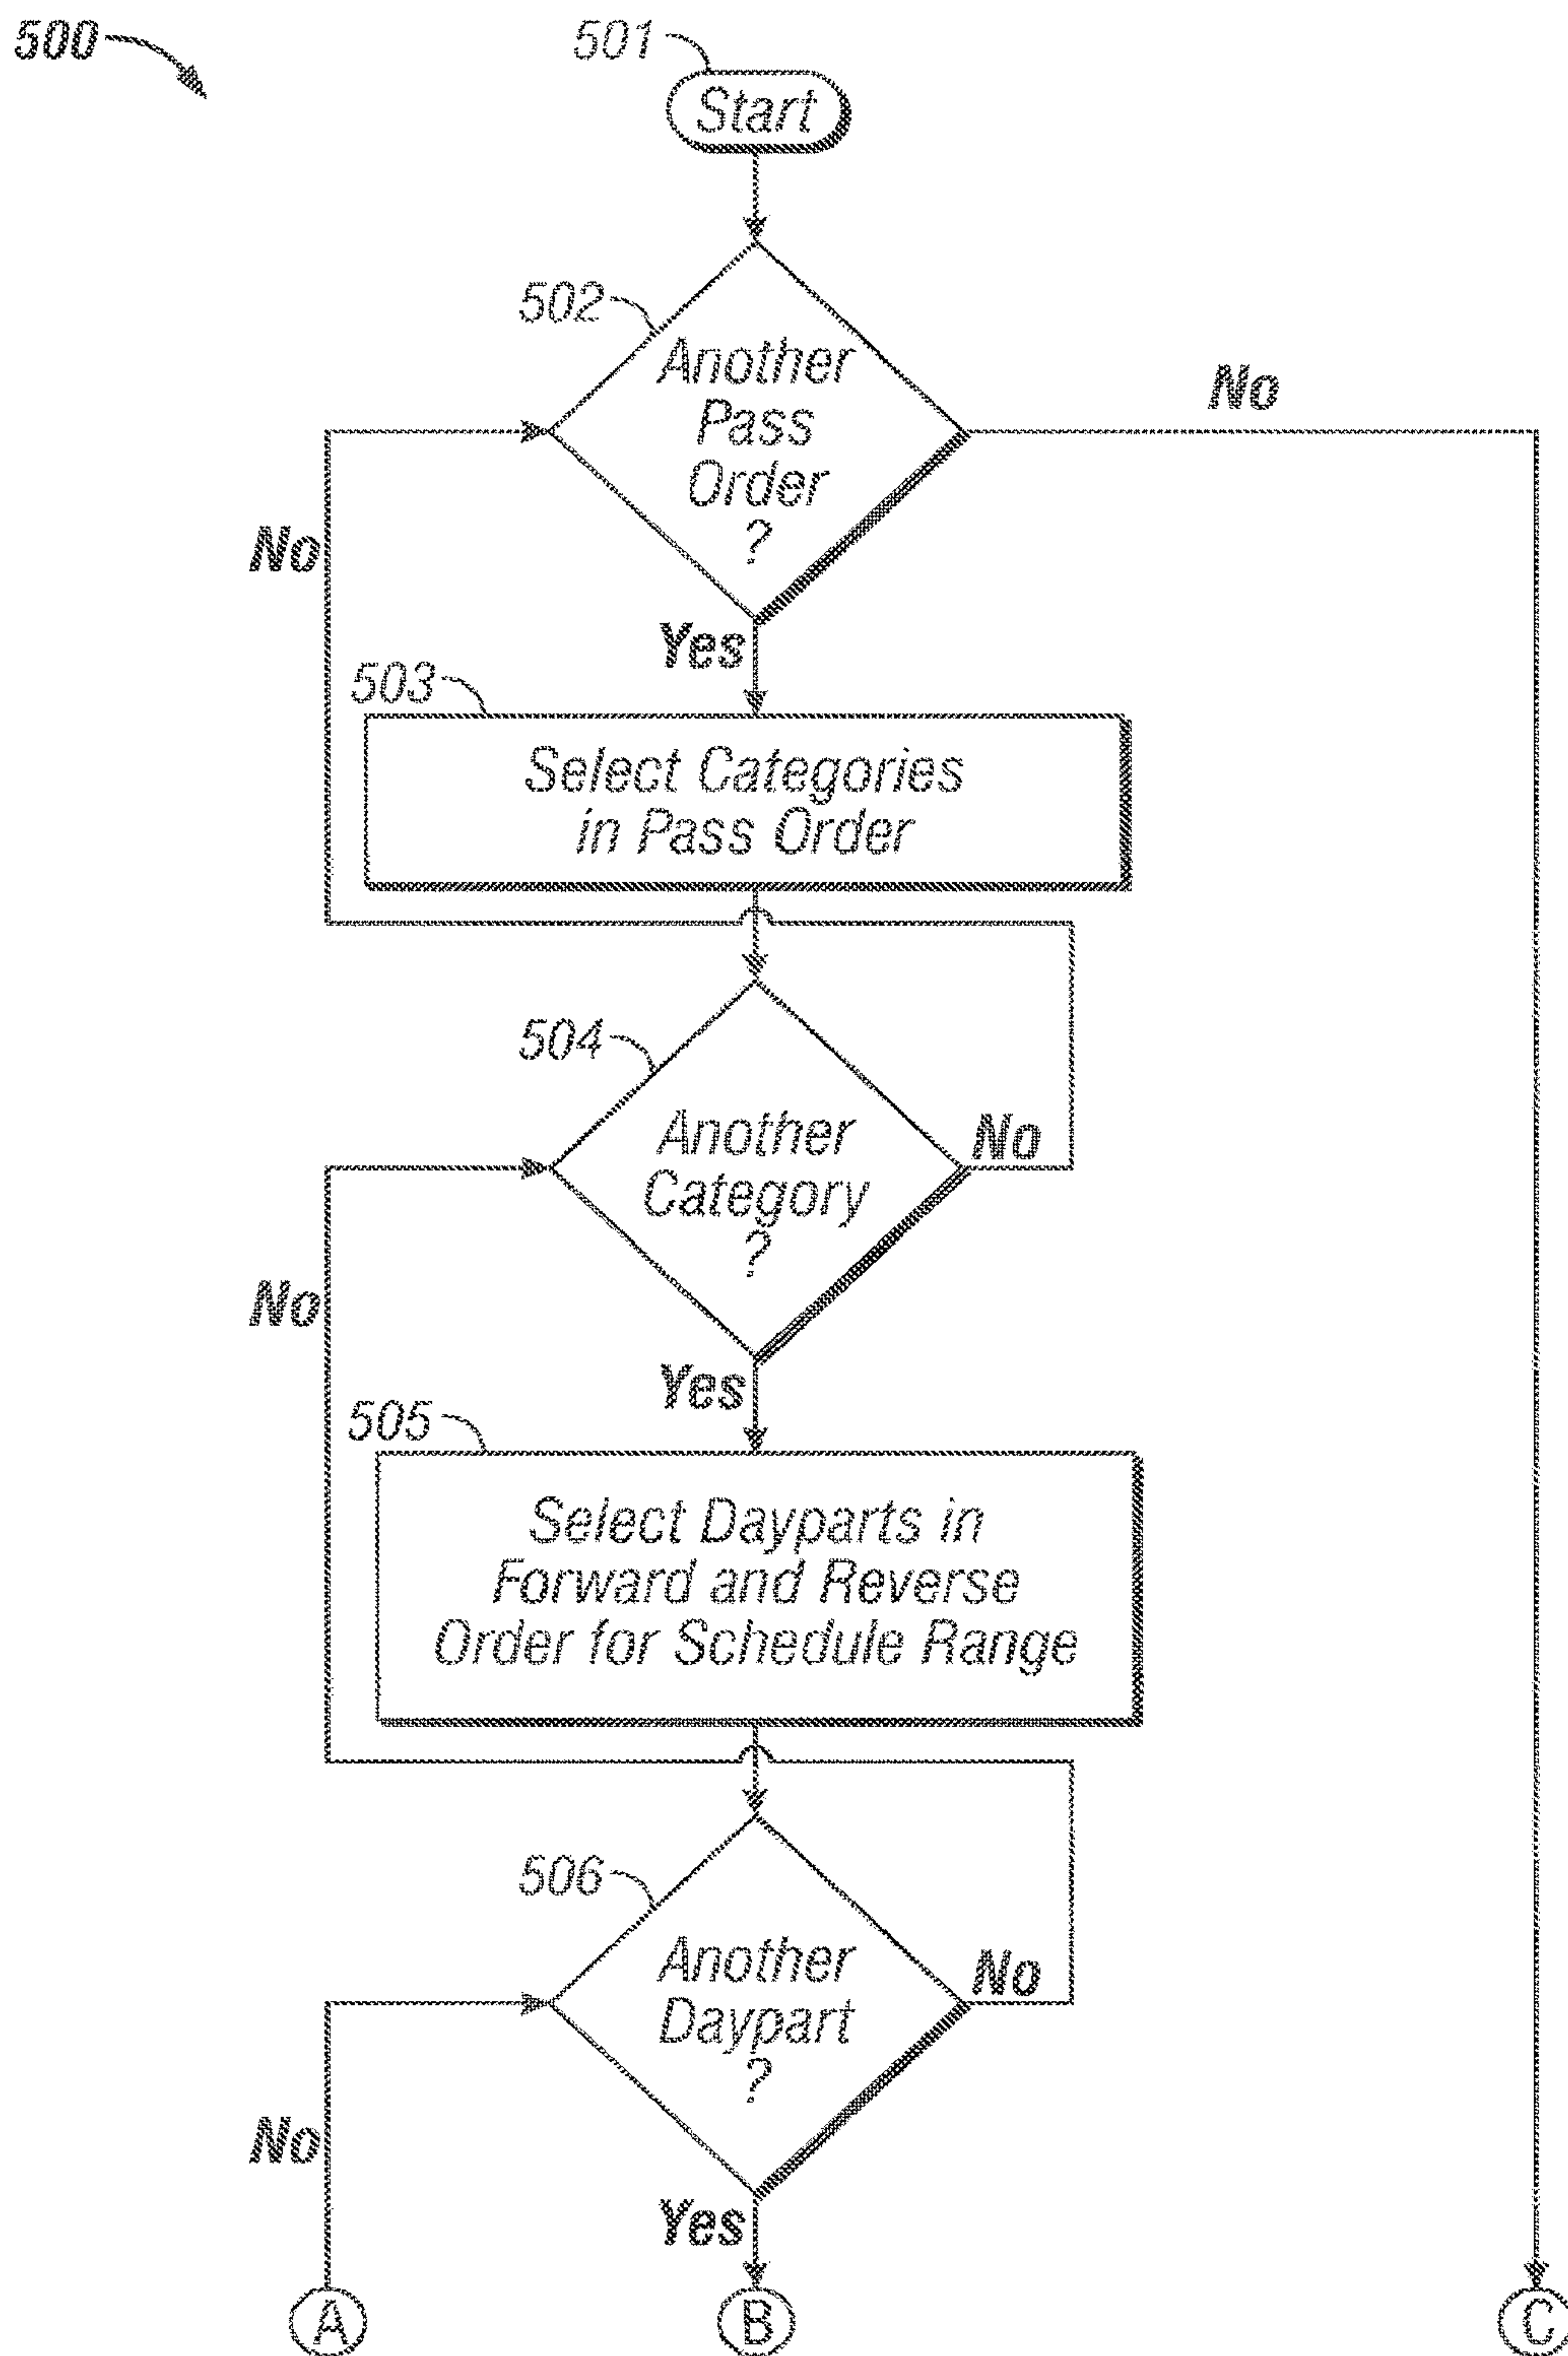 500
501
Start
502
Another
Pass
Order
?
No
No
Yes
503
Select Categories
in Pass Order
504
Another
Category
?
No
No
Yes
505
Select Dayparts in
Forward and Reverse
Order for Schedule Range
506
Another
Daypart
?
No
No
Yes
A
B
C